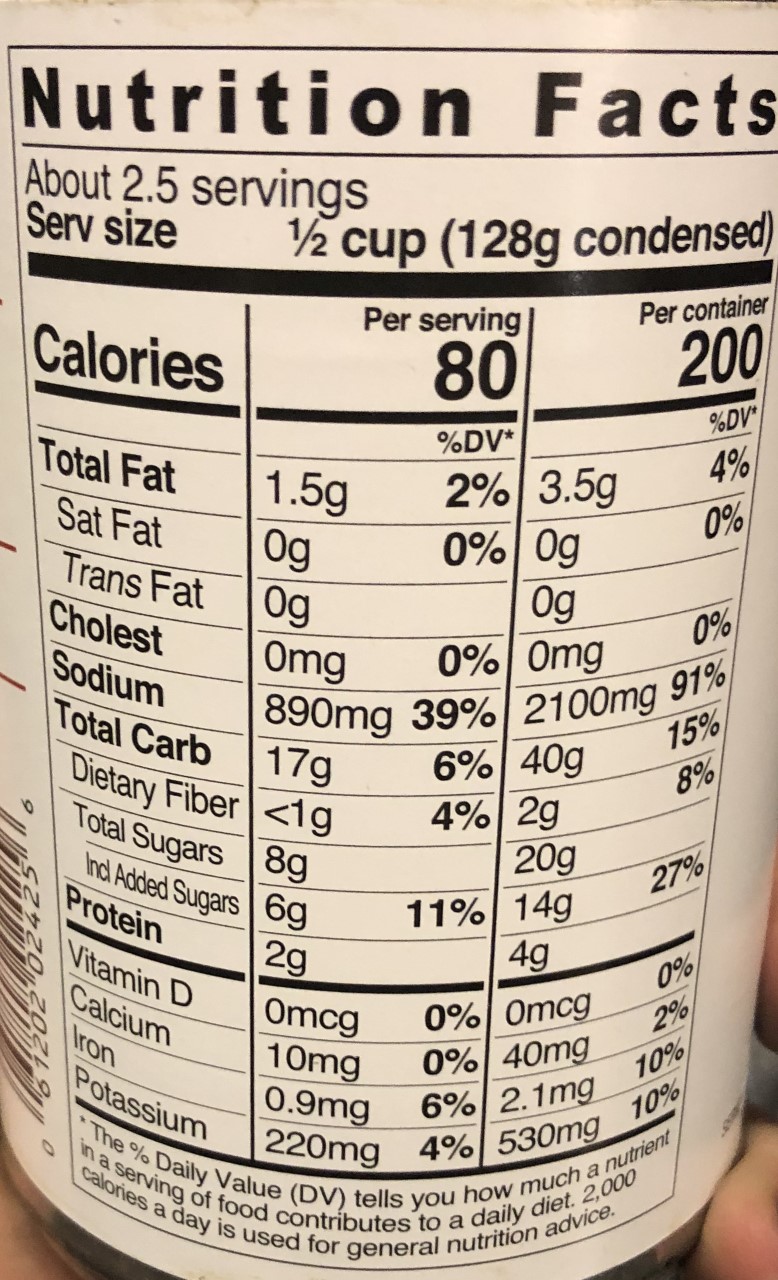 Nutrition Facts
About 2.5 servings
Serv size ½ cup (128g condensed)
Per serving Per container
Calories 80 200
%DV* %DV*
Total Fat 1.5g 2% 3.5g 4%
Sat Fat 0g 0% 0g 0%
Trans Fat 0g 0g
Cholest 0mg 0% 0mg 0%
Sodium 890mg 39% 2100mg 91%
Total Carb 17g 6% 40g 15%
Dietary Fiber <1g 4% 2g 8%
Total Sugars 8g 20g
Incl Added Sugars 6g 11% 14g 27%
Protein 2g 4g
Vitamin D 0mcg 0% 0mcg 0%
Calcium 10mg 0% 40mg 2%
Iron 0.9mg 6% 2.1mg 10%
Potassium 220mg 4% 530mg 10%
* The % Daily Value (DV) tells you how much a nutrient
in a serving of food contributes to a daily diet. 2,000
calories a day is used for general nutrition advice.
0 61202 02425 6